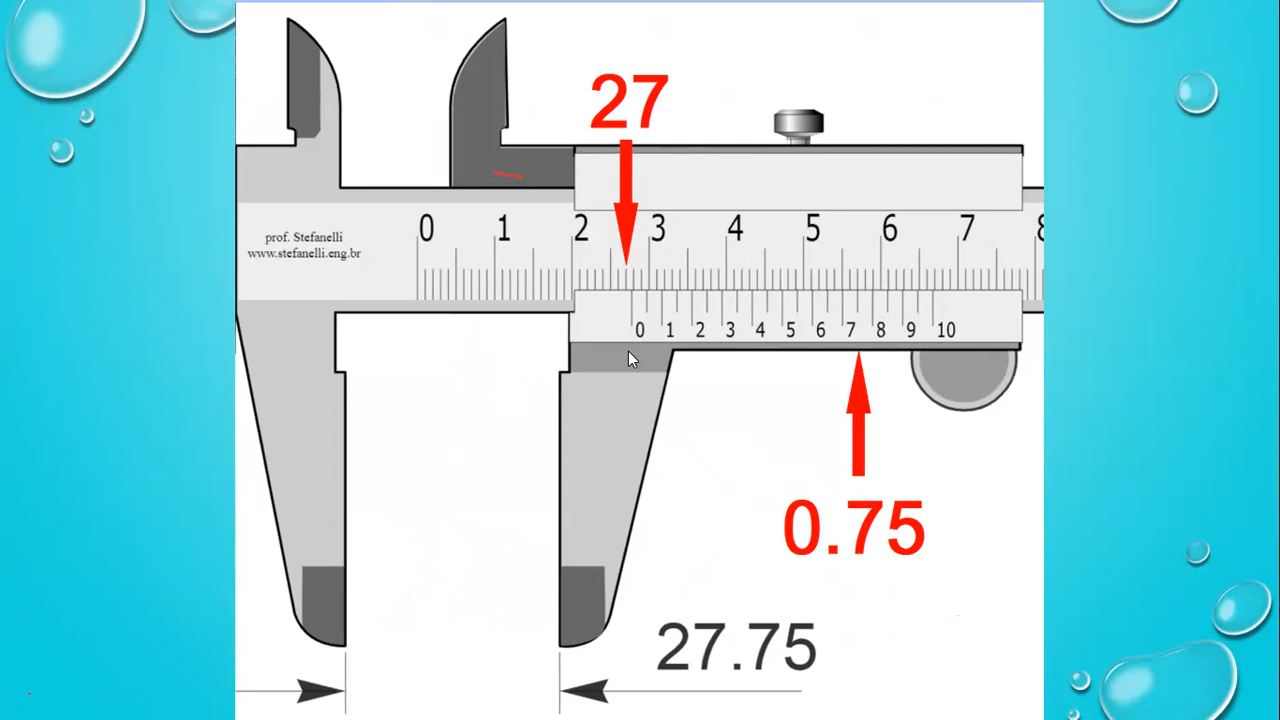 27
prof. Stefanelli
www.stefanelli.eng.br
0 1 2 3 4 5 6 7 8
0 1 2 3 4 5 6 7 8 9 10
0.75
27.75